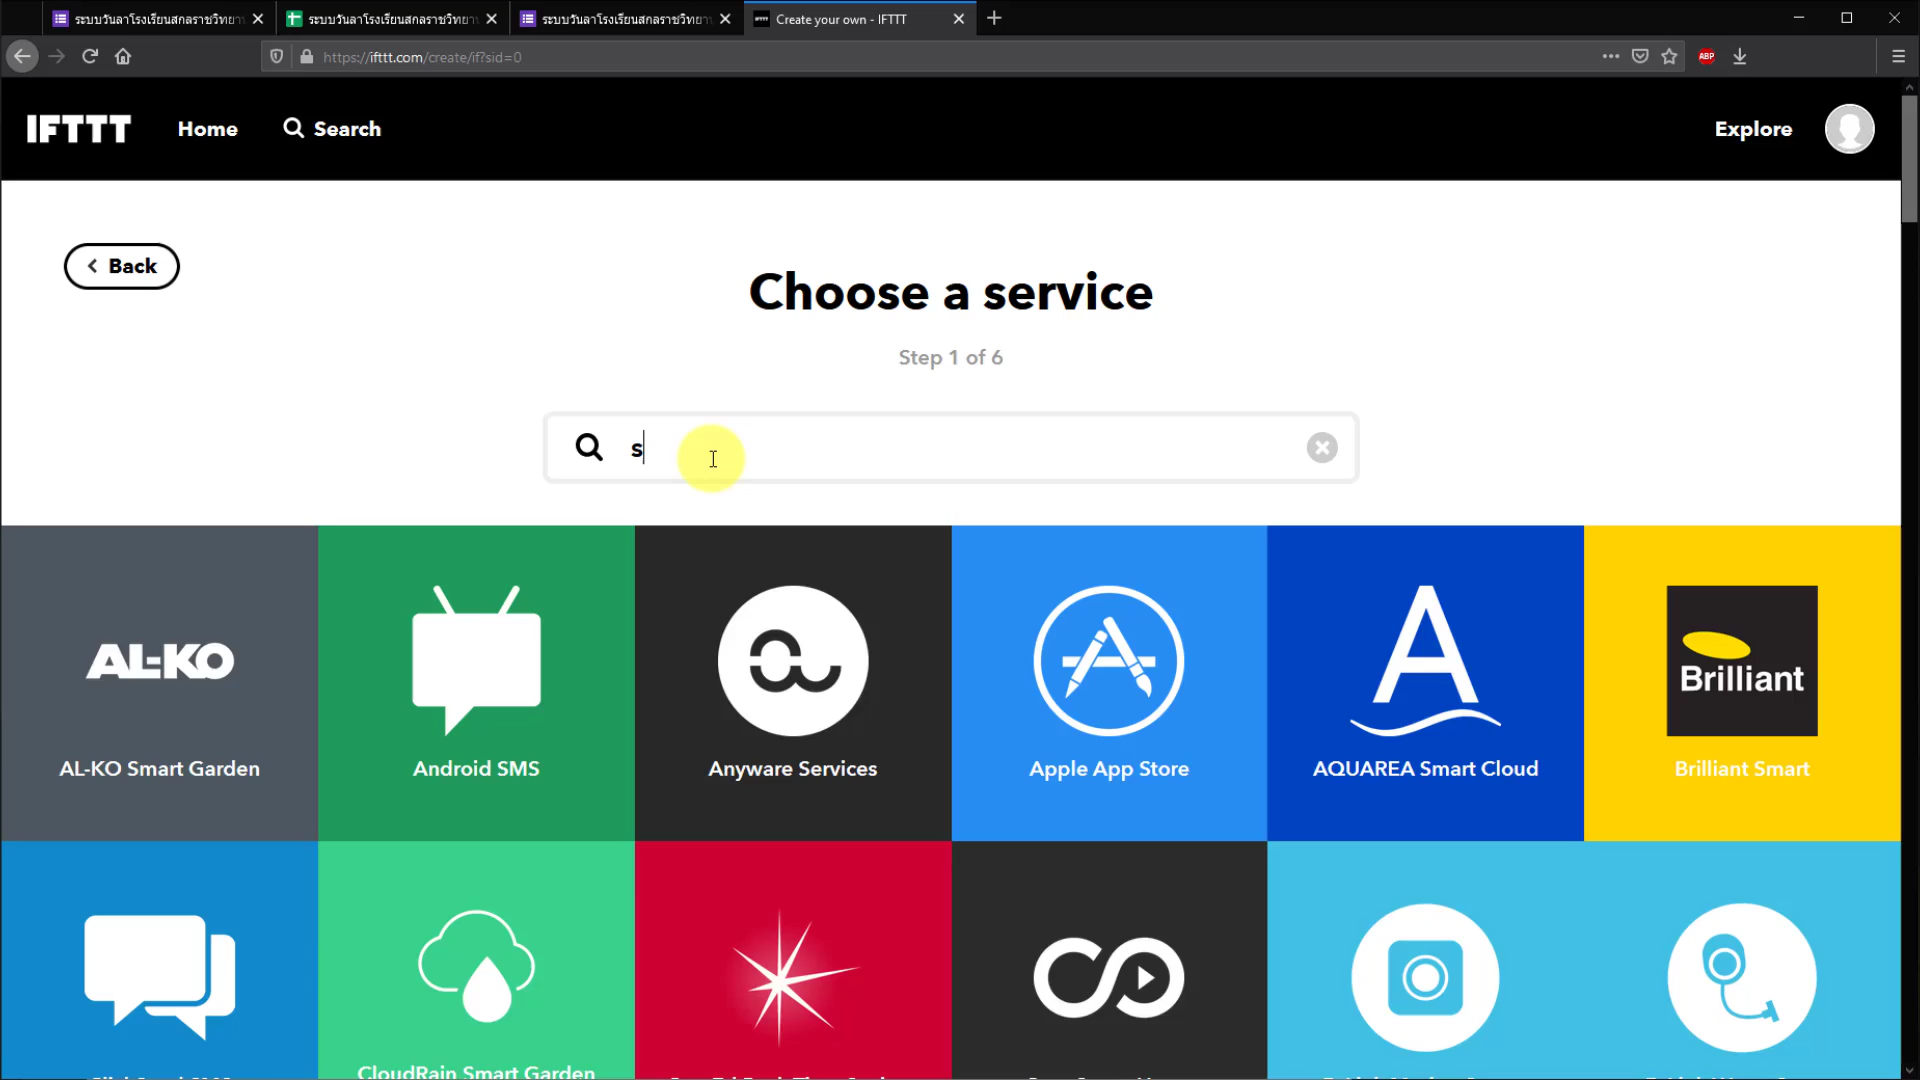 ระบบวันลาโรงเรียนสกลราชวิทยานุ
ระบบวันลาโรงเรียนสกลราชวิทยานุ
ระบบวันลาโรงเรียนสกลราชวิทยานุ
IFTTT Create your own - IFTTT
https://ifttt.com/create/if?sid=0
ABP
IFTTT Home Search Explore
Back
Choose a service
Step 1 of 6
s
AL-KO
Brilliant
AL-KO Smart Garden
Android SMS
Anyware Services
Apple App Store
AQUAREA Smart Cloud
Brilliant Smart
CloudRain Smart Garden